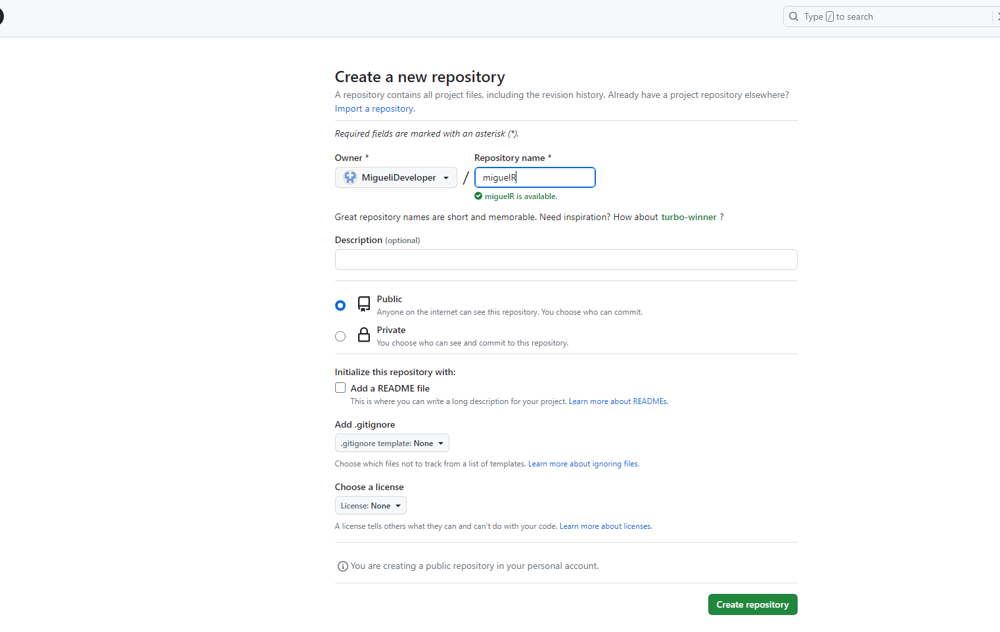 Type / to search
Create a new repository
A repository contains all project files, including the revision history. Already have a project repository elsewhere?
Import a repository.
Required fields are marked with an asterisk (*).
Owner *
Repository name *
MigueliDeveloper
/
miguelR
miguelR is available.
Great repository names are short and memorable. Need inspiration? How about turbo-winner ?
Description (optional)
Public
Anyone on the internet can see this repository. You choose who can commit.
Private
You choose who can see and commit to this repository.
Initialize this repository with:
Add a README file
This is where you can write a long description for your project. Learn more about READMEs.
Add .gitignore
.gitignore template: None
Choose which files not to track from a list of templates. Learn more about ignoring files.
Choose a license
License: None
A license tells others what they can and can't do with your code. Learn more about licenses.
You are creating a public repository in your personal account.
Create repository